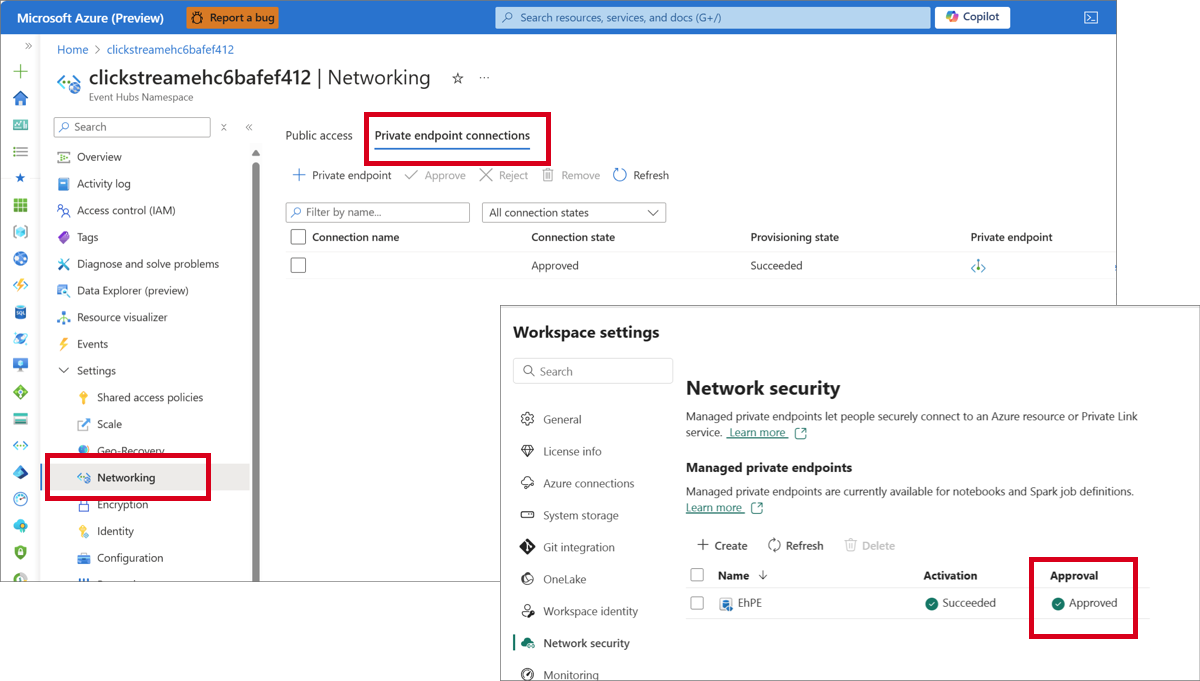 Microsoft Azure (Preview)
Report a bug
Search resources, services, and docs (G+/)
Copilot
Home > clickstreamehc6bafef412
clickstreamehc6bafef412 | Networking
Event Hubs Namespace
Search
Overview
Activity log
Access control (IAM)
Tags
Diagnose and solve problems
Data Explorer (preview)
Resource visualizer
Events
Settings
Shared access policies
Scale
Geo-Recovery
Networking
Encryption
Identity
Configuration
Public access
Private endpoint connections
Private endpoint
Approve
Reject
Remove
Refresh
Filter by name...
All connection states
Connection name
Connection state
Provisioning state
Private endpoint
Approved
Succeeded
Workspace settings
Search
General
License info
Azure connections
System storage
Git integration
OneLake
Workspace identity
Network security
Monitoring
Network security
Managed private endpoints let people securely connect to an Azure resource or Private Link
service. Learn more
Managed private endpoints
Managed private endpoints are currently available for notebooks and Spark job definitions.
Learn more
Create
Refresh
Delete
Name
Activation
Approval
EhPE
Succeeded
Approved